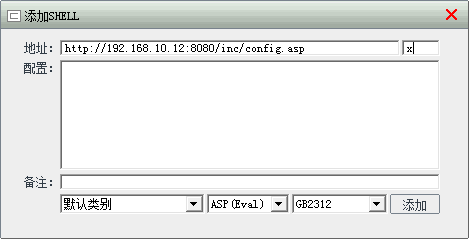 添加SHELL
地址: http://192.168.10.12:8080/inc/config.asp x
配置:
备注:
默认类别 ASP(Eval) GB2312 添加